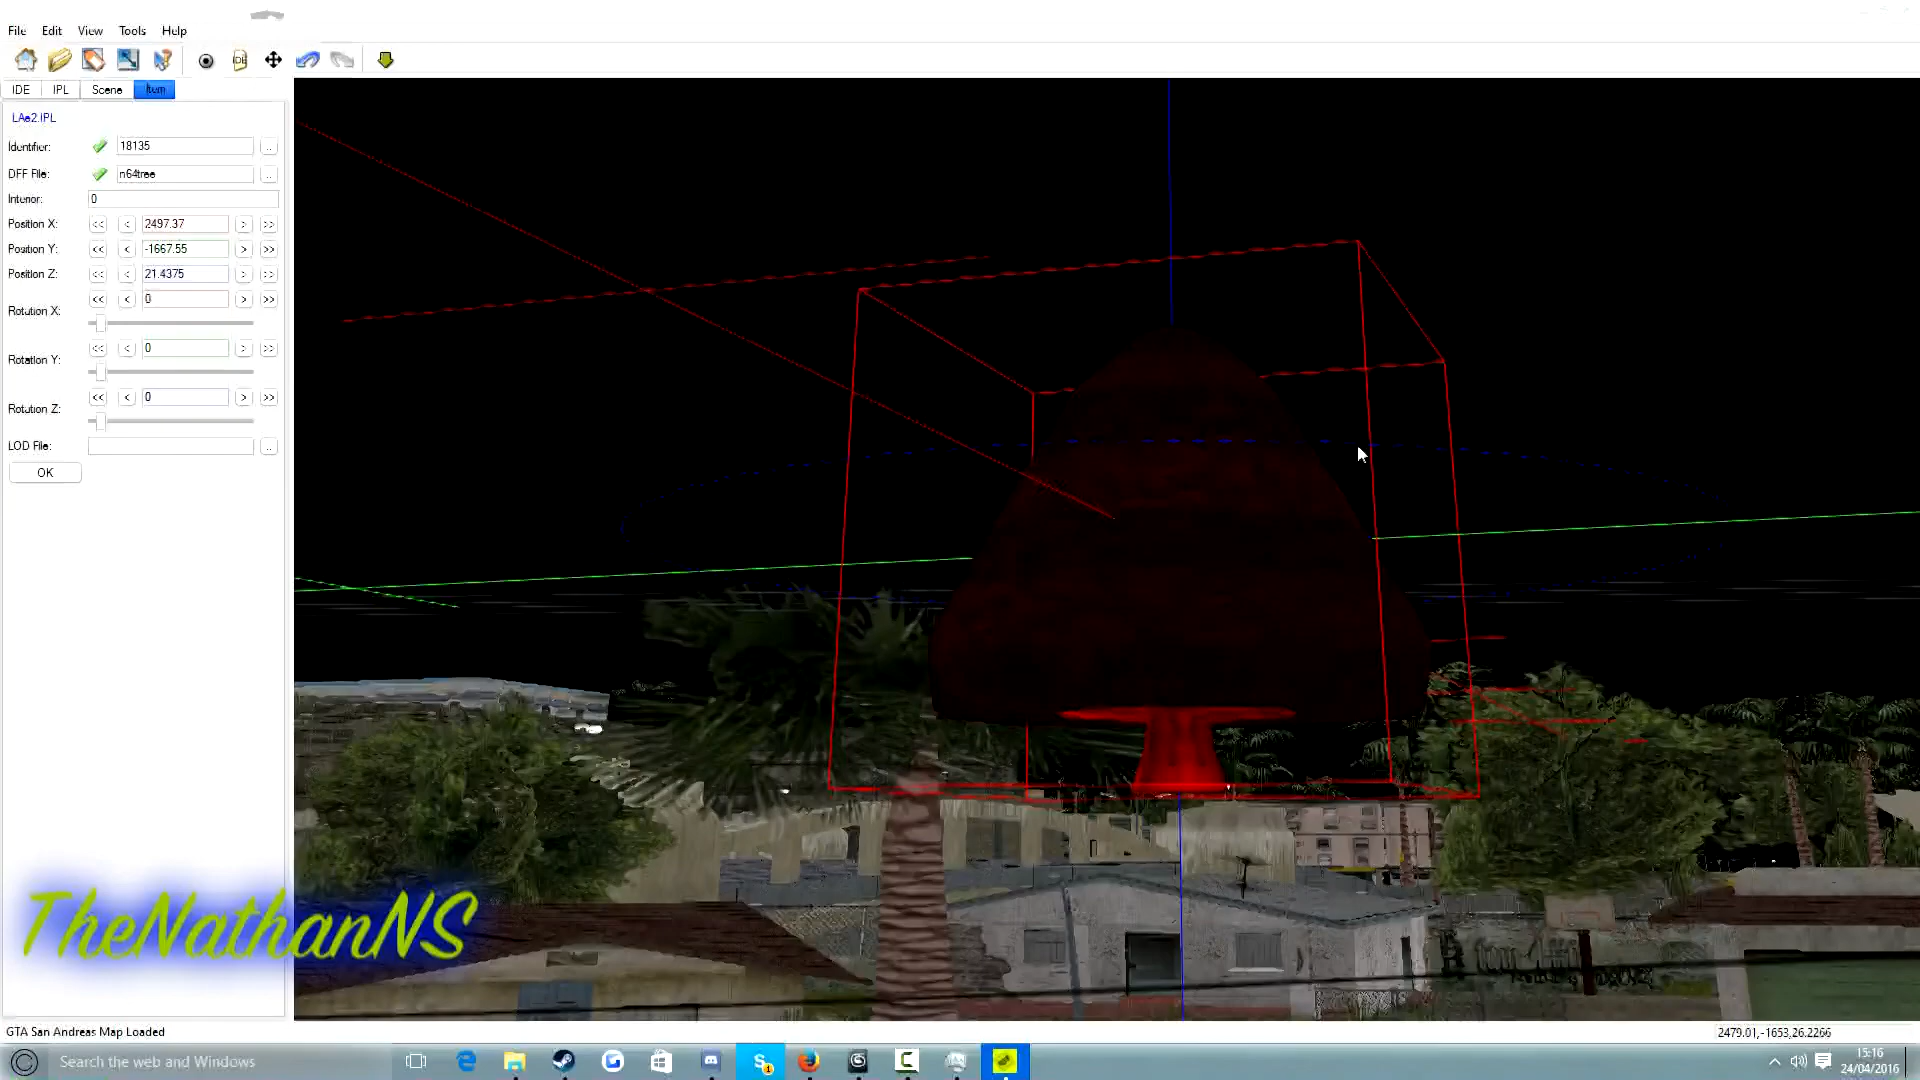 File Edit View Tools Help
IDE
IDE IPL Scene Item
LAe2.IPL
Identifier: 18135 ..
DFF File: n64tree ..
Interior: 0
Position X: << < 2497.37 > >>
Position Y: << < -1667.55 > >>
Position Z: << < 21.4375 > >>
Rotation X: << < 0 > >>
Rotation Y: << < 0 > >>
Rotation Z: << < 0 > >>
LOD File: ..
OK
TheNathanNS
GTA San Andreas Map Loaded
2479.01,-1653,26.2266
Search the web and Windows
15:16
24/04/2016